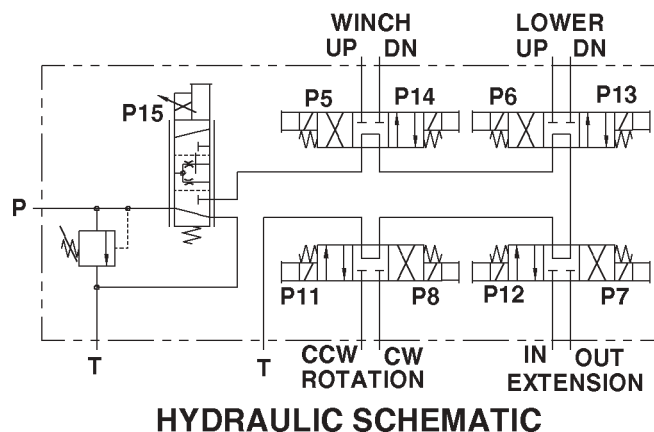 WINCH
UP DN
LOWER
UP DN
P5 P14
P6 P13
P15
P
P11 P8
P12 P7
T
T
CCW CW
ROTATION
IN OUT
EXTENSION
HYDRAULIC SCHEMATIC